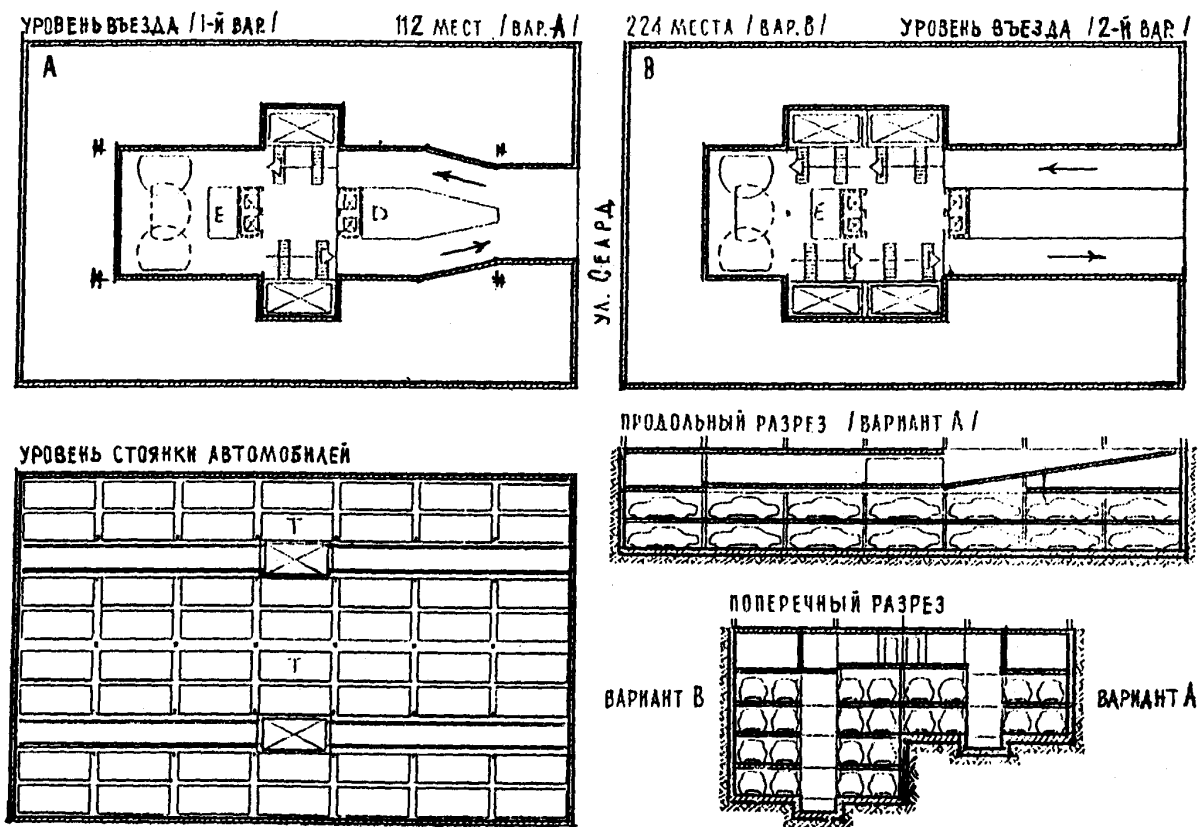 УРОВЕНЬ ВЪЕЗДА /1-й ВАР./
112 МЕСТ /ВАР.А/
224 МЕСТА /ВАР.В/
УРОВЕНЬ ВЪЕЗДА /2-й ВАР./
А
В
Е
D
Е
УЛ. СЕАРД
УРОВЕНЬ СТОЯНКИ АВТОМОБИЛЕЙ
Т
Т
ПРОДОЛЬНЫЙ РАЗРЕЗ /ВАРИАНТ А/
ПОПЕРЕЧНЫЙ РАЗРЕЗ
ВАРИАНТ В
ВАРИАНТ А